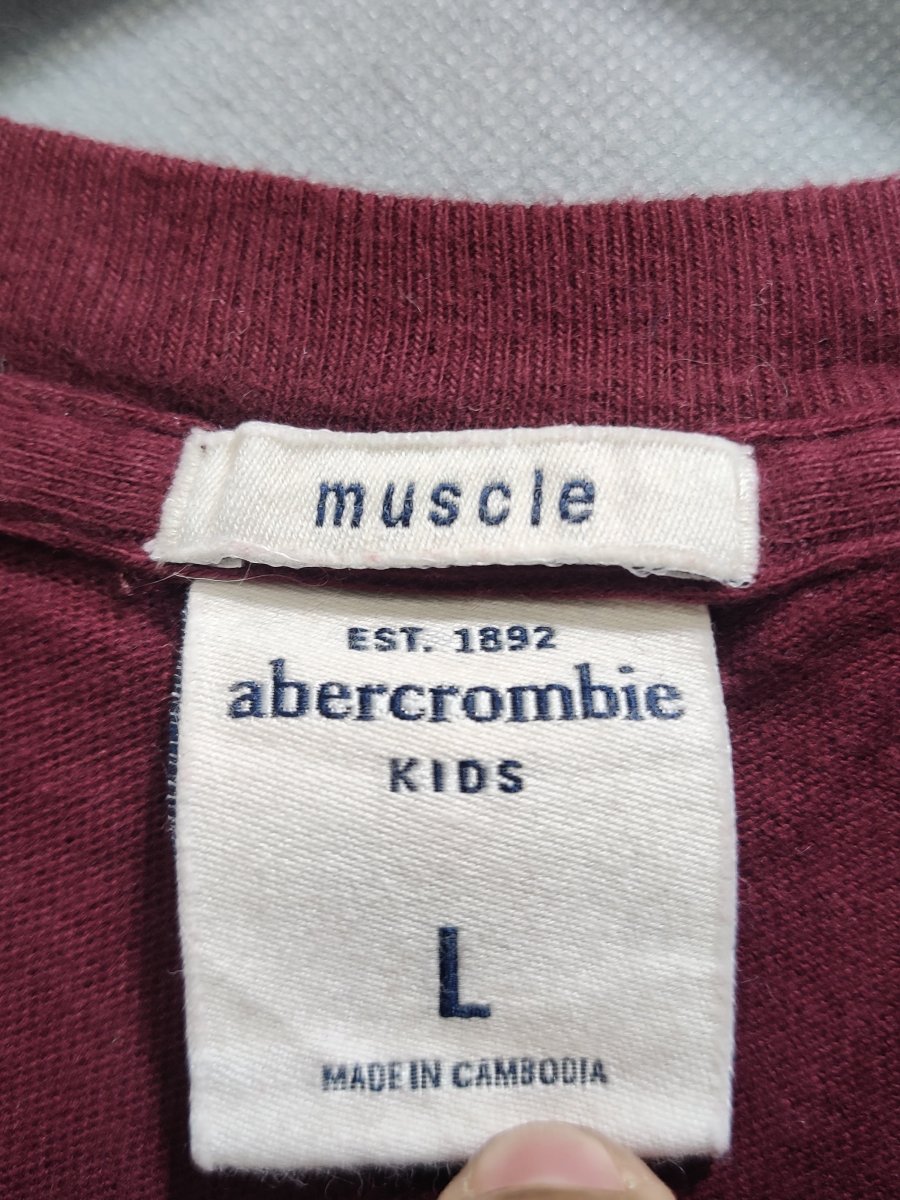 muscle
EST. 1892
abercrombie
KIDS
L
MADE IN CAMBODIA